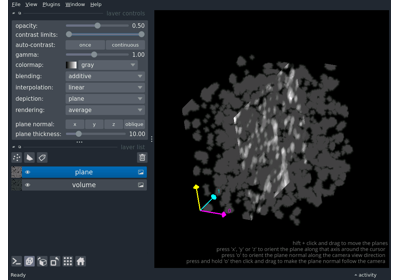 File View Plugins Window Help
layer controls
opacity: 0.50
contrast limits:
auto-contrast: once continuous
gamma: 1.00
colormap: gray
blending: additive
interpolation: linear
depiction: plane
rendering: average
plane normal: x y z oblique
plane thickness: 10.00
layer list
plane
volume
hift + click and drag to move the planes
press 'x', 'y' or 'z' to orient the plane along that axis around the cursor
press 'o' to orient the plane normal along the camera view direction
press and hold 'o' then click and drag to make the plane normal follow the camera
Ready
activity